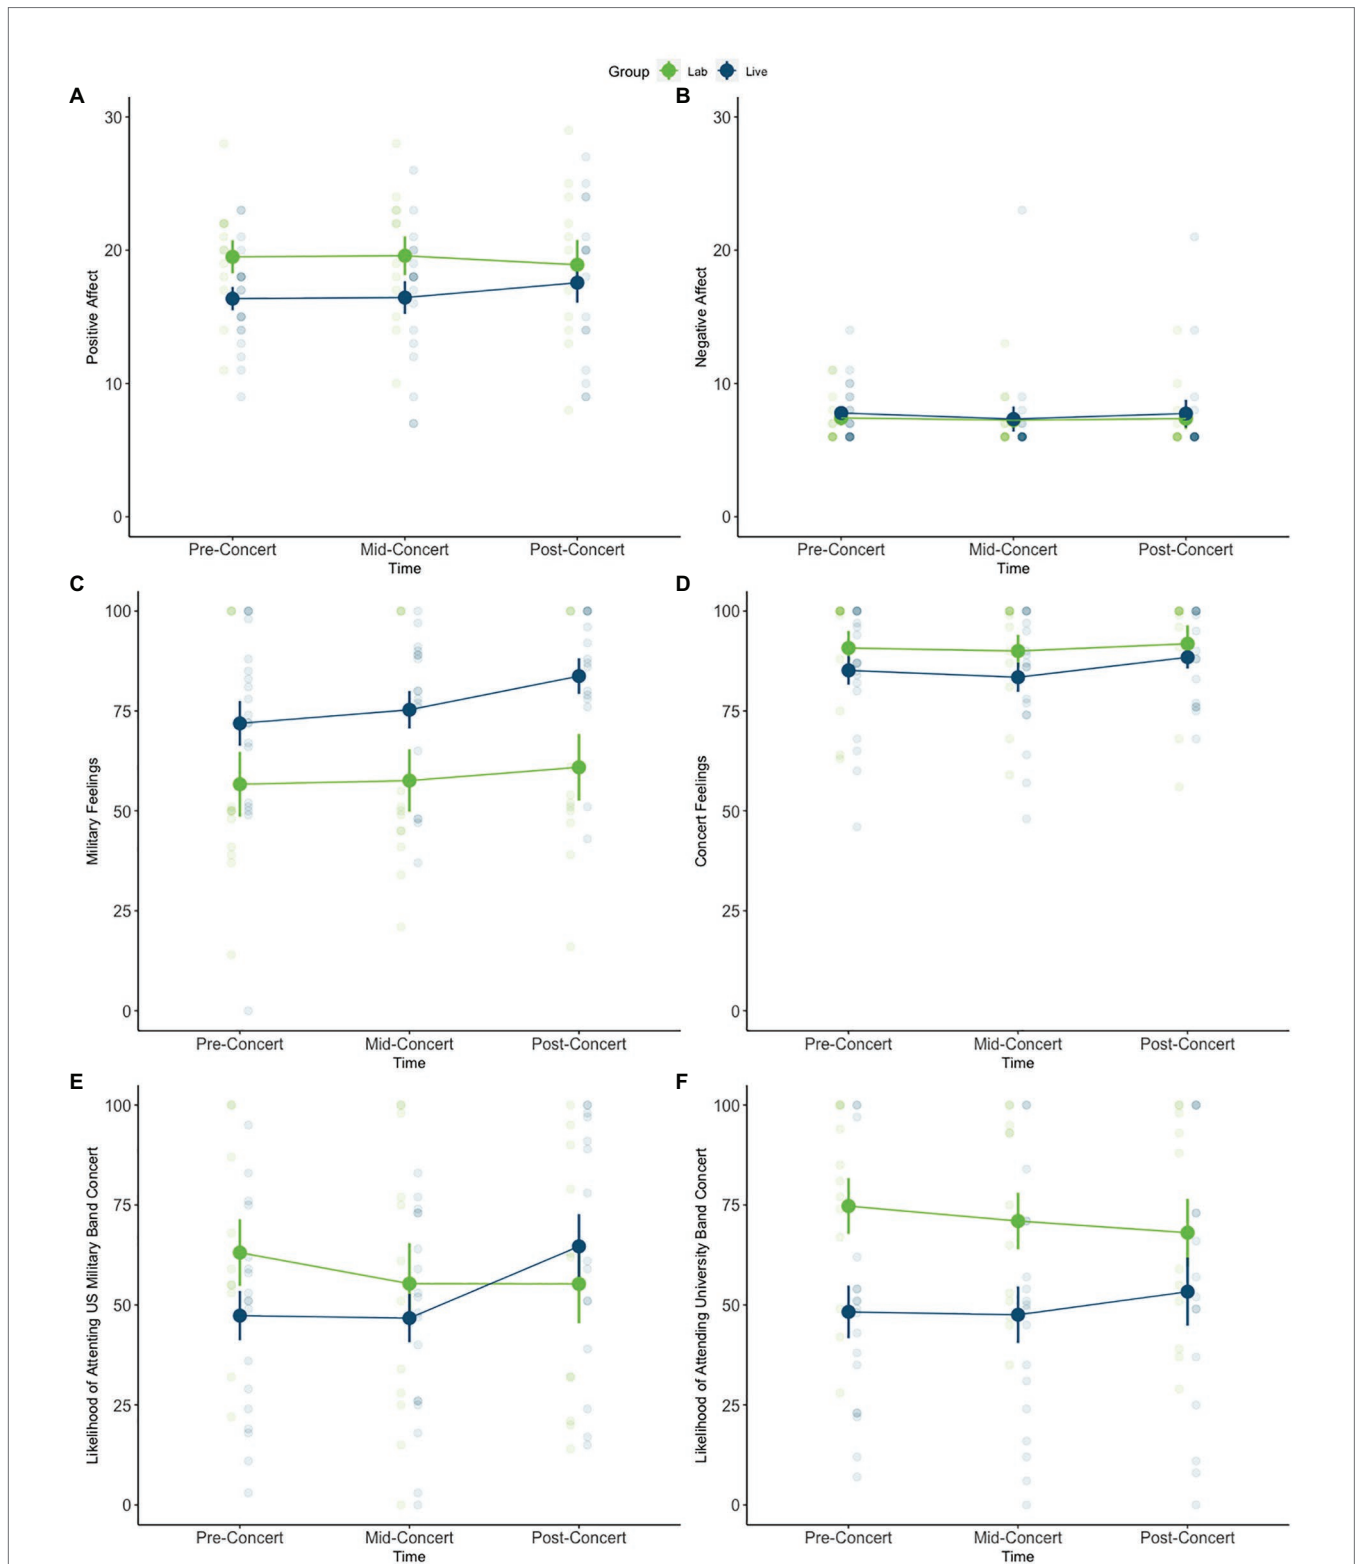 Group Lab Live
A
B
30
20
10
0
Positive Affect
Pre-Concert Mid-Concert Post-Concert
Time
30
20
10
0
Negative Affect
Pre-Concert Mid-Concert Post-Concert
Time
C
D
100
75
50
25
0
Military Feelings
Pre-Concert Mid-Concert Post-Concert
Time
100
75
50
25
0
Concert Feelings
Pre-Concert Mid-Concert Post-Concert
Time
E
F
100
75
50
25
0
Likelihood of Attenting US Military Band Concert
Pre-Concert Mid-Concert Post-Concert
Time
100
75
50
25
0
Likelihood of Attending University Band Concert
Pre-Concert Mid-Concert Post-Concert
Time